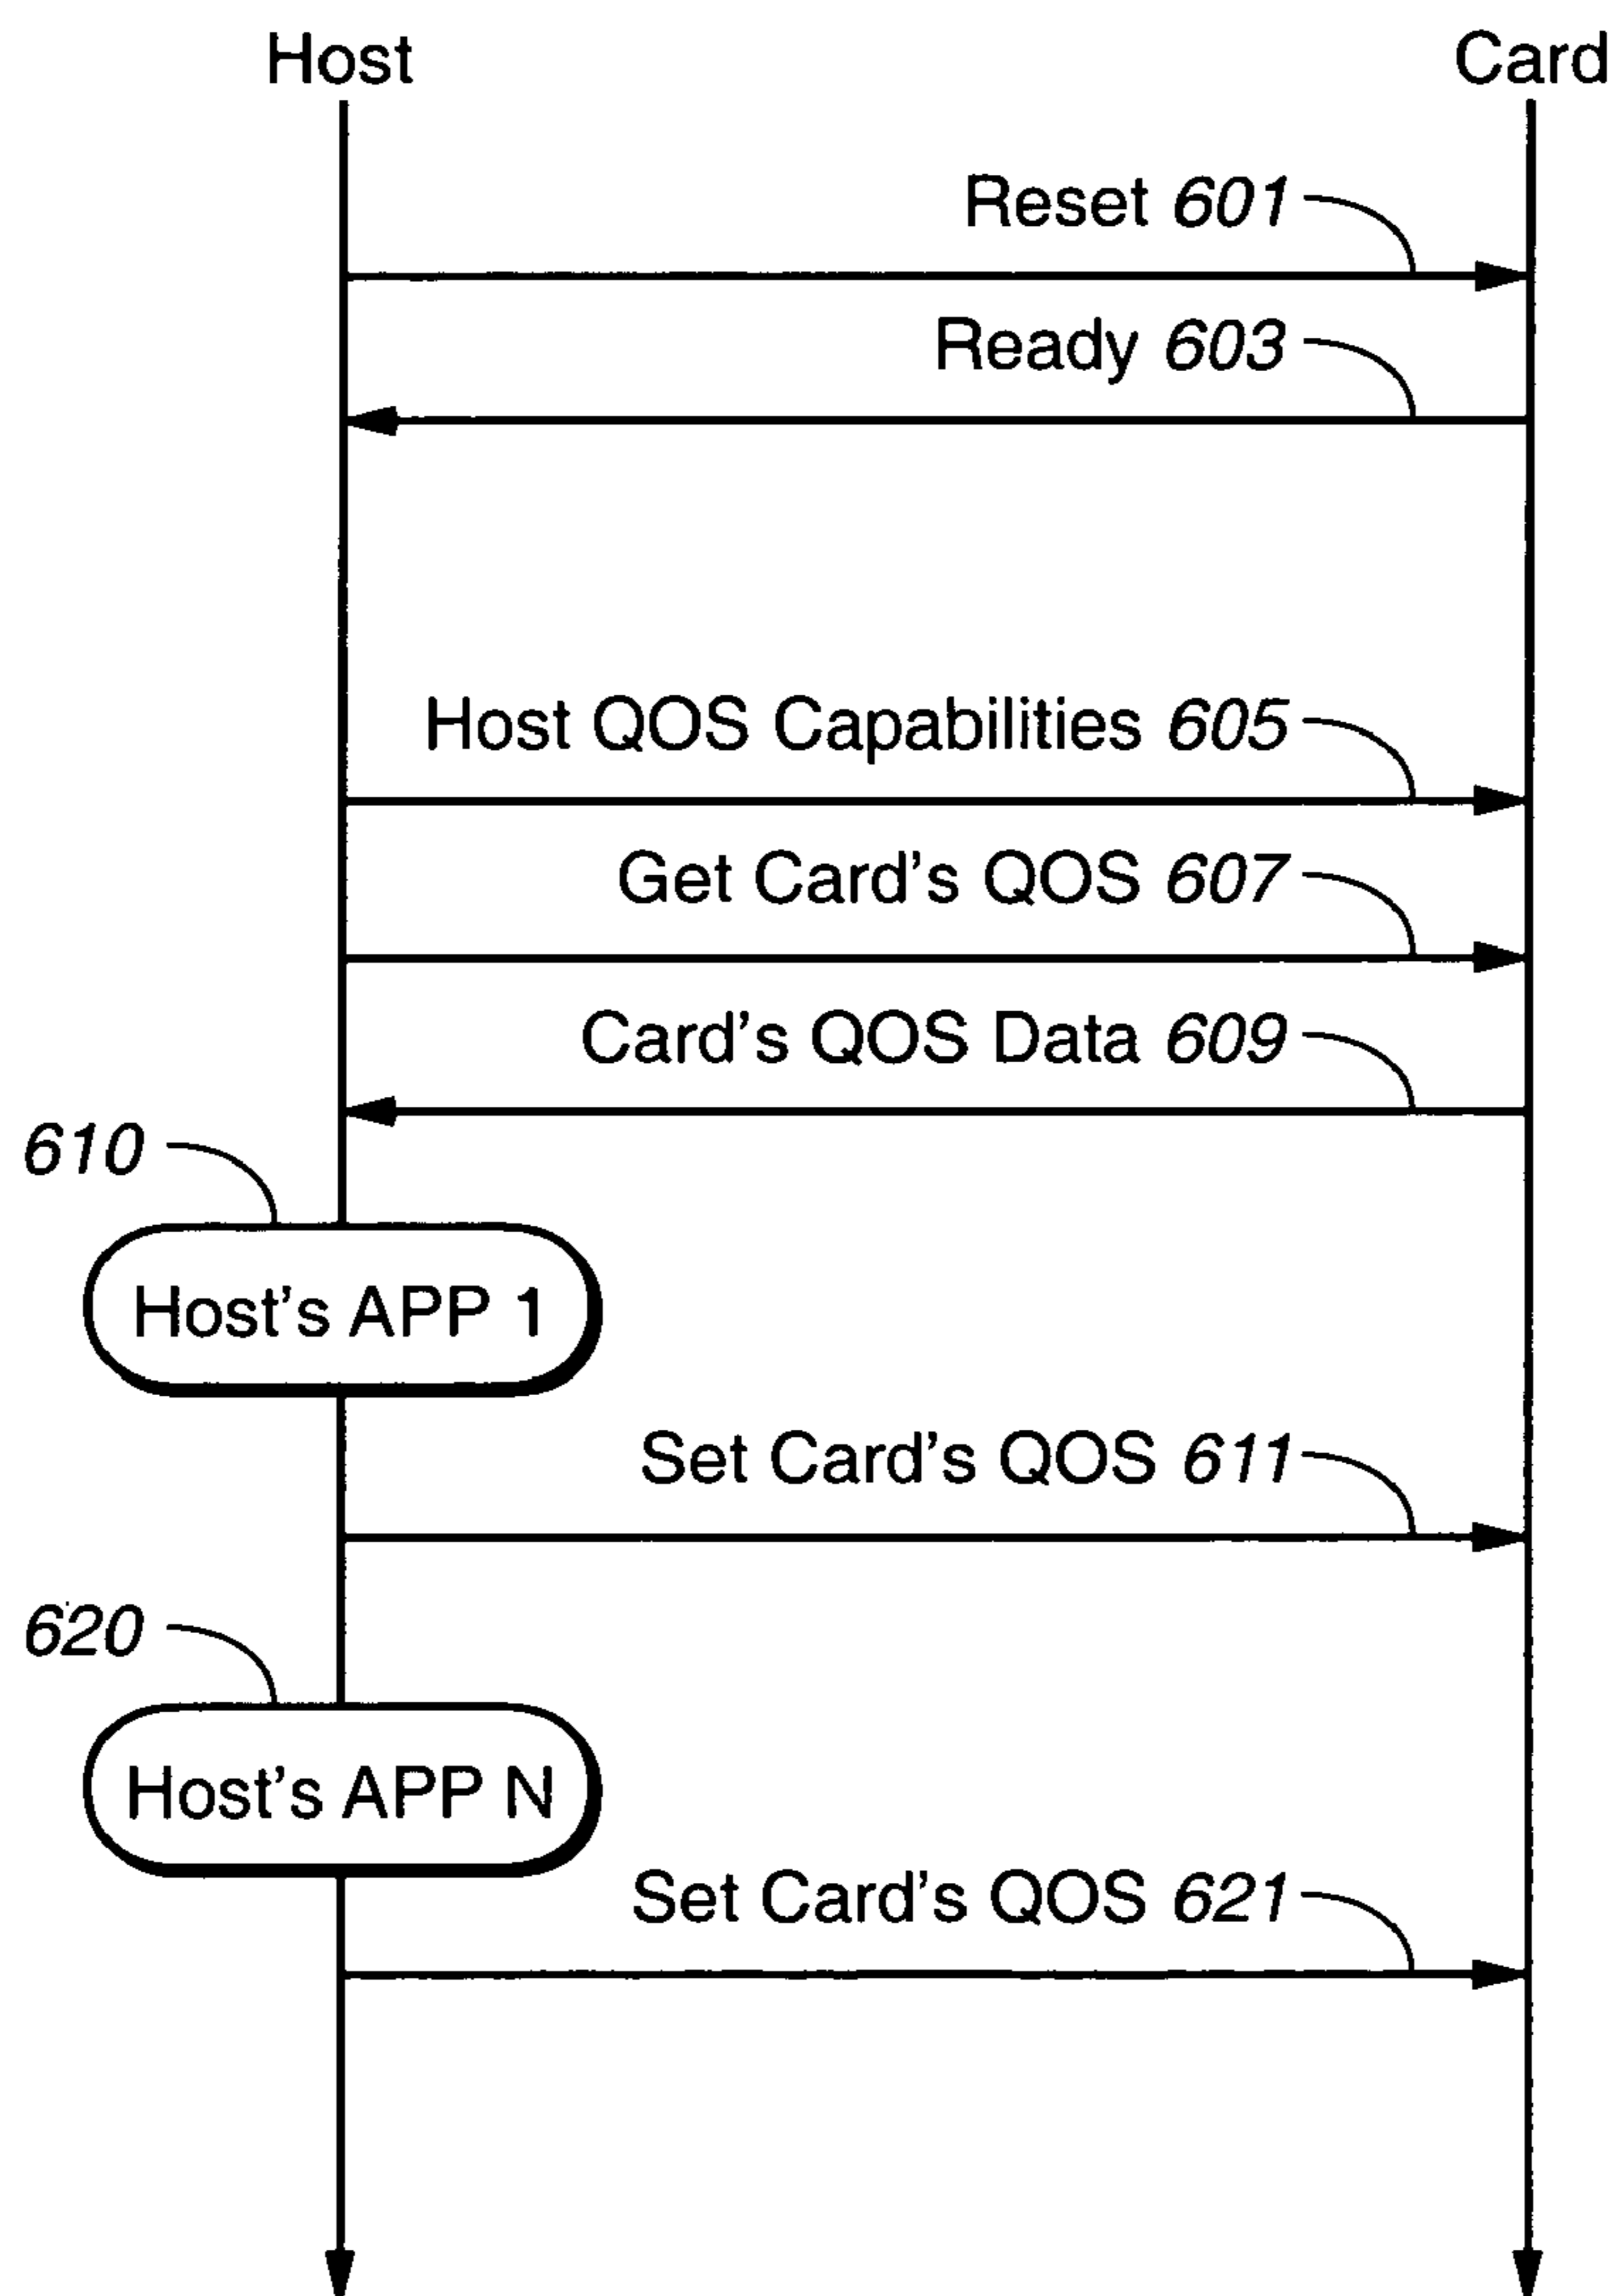 Host
Card
Reset 601
Ready 603
Host QOS Capabilities 605
Get Card's QOS 607
Card's QOS Data 609
610
Host's APP 1
Set Card's QOS 611
620
Host's APP N
Set Card's QOS 621